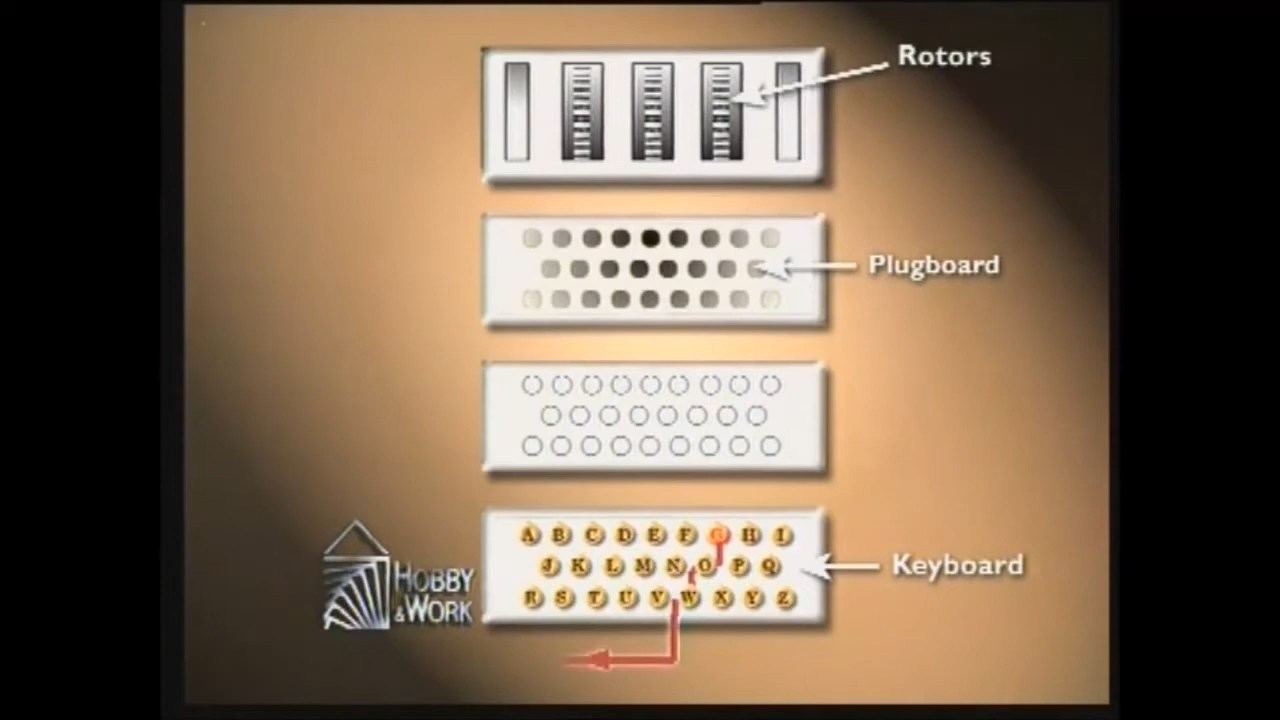 Rotors
Plugboard
A B C D E F G H I
J K L M N O P Q
R S T U V W X Y Z
Keyboard
HOBBY
&WORK